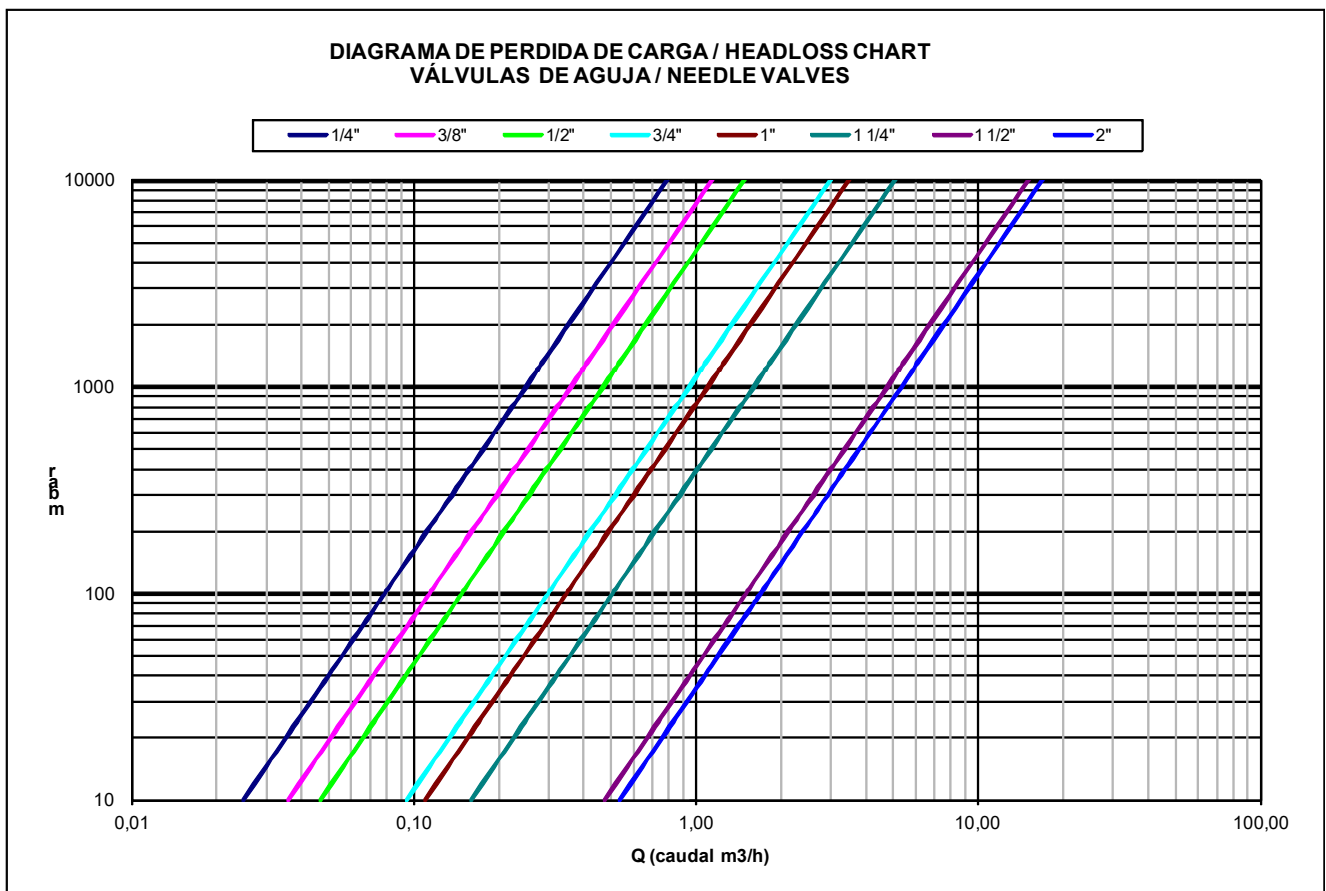 DIAGRAMA DE PERDIDA DE CARGA / HEADLOSS CHART
VÁLVULAS DE AGUJA / NEEDLE VALVES
1/4" 3/8" 1/2" 3/4" 1" 1 1/4" 1 1/2" 2"
10000
1000
mbar
100
10
0,01 0,10 1,00 10,00 100,00
Q (caudal m3/h)